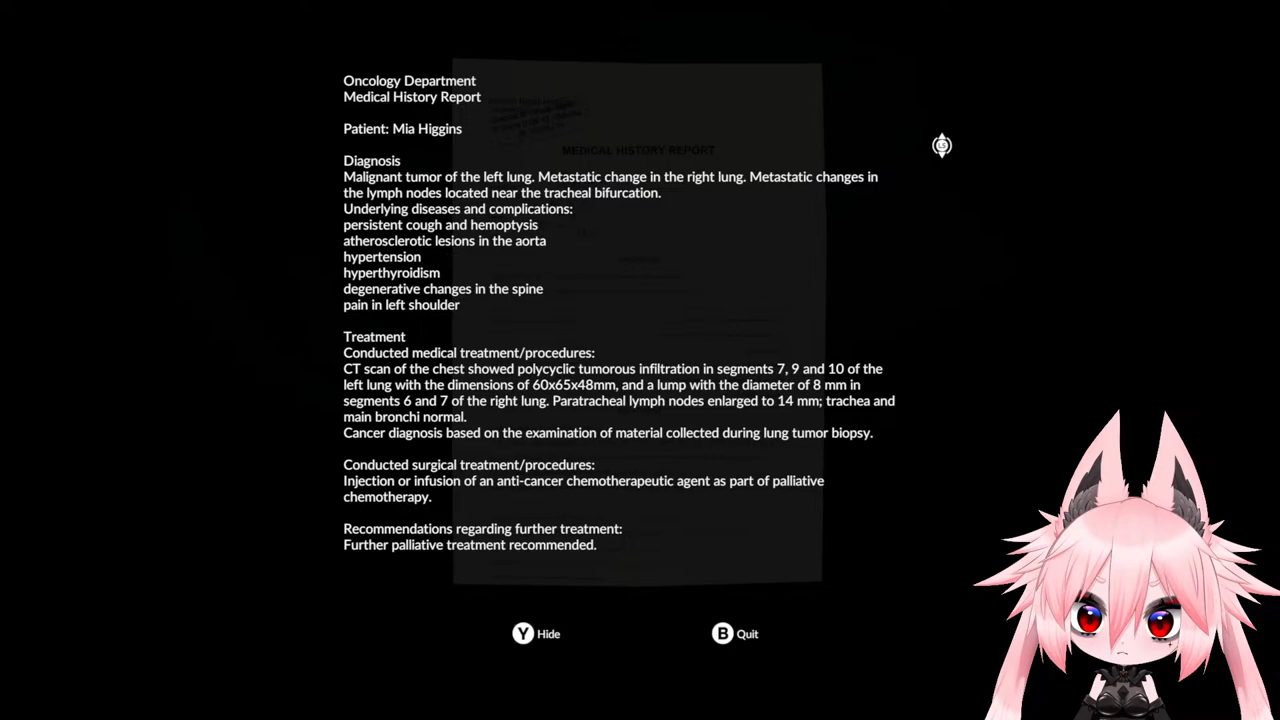 Oncology Department
Medical History Report
Patient: Mia Higgins
MEDICAL HISTORY REPORT
Diagnosis
Malignant tumor of the left lung. Metastatic change in the right lung. Metastatic changes in
the lymph nodes located near the tracheal bifurcation.
Underlying diseases and complications:
persistent cough and hemoptysis
atherosclerotic lesions in the aorta
hypertension
hyperthyroidism
degenerative changes in the spine
pain in left shoulder
Treatment
Conducted medical treatment/procedures:
CT scan of the chest showed polycyclic tumorous infiltration in segments 7, 9 and 10 of the
left lung with the dimensions of 60x65x48mm, and a lump with the diameter of 8 mm in
segments 6 and 7 of the right lung. Paratracheal lymph nodes enlarged to 14 mm; trachea and
main bronchi normal.
Cancer diagnosis based on the examination of material collected during lung tumor biopsy.
Conducted surgical treatment/procedures:
Injection or infusion of an anti-cancer chemotherapeutic agent as part of palliative
chemotherapy.
Recommendations regarding further treatment:
Further palliative treatment recommended.
Y Hide
B Quit